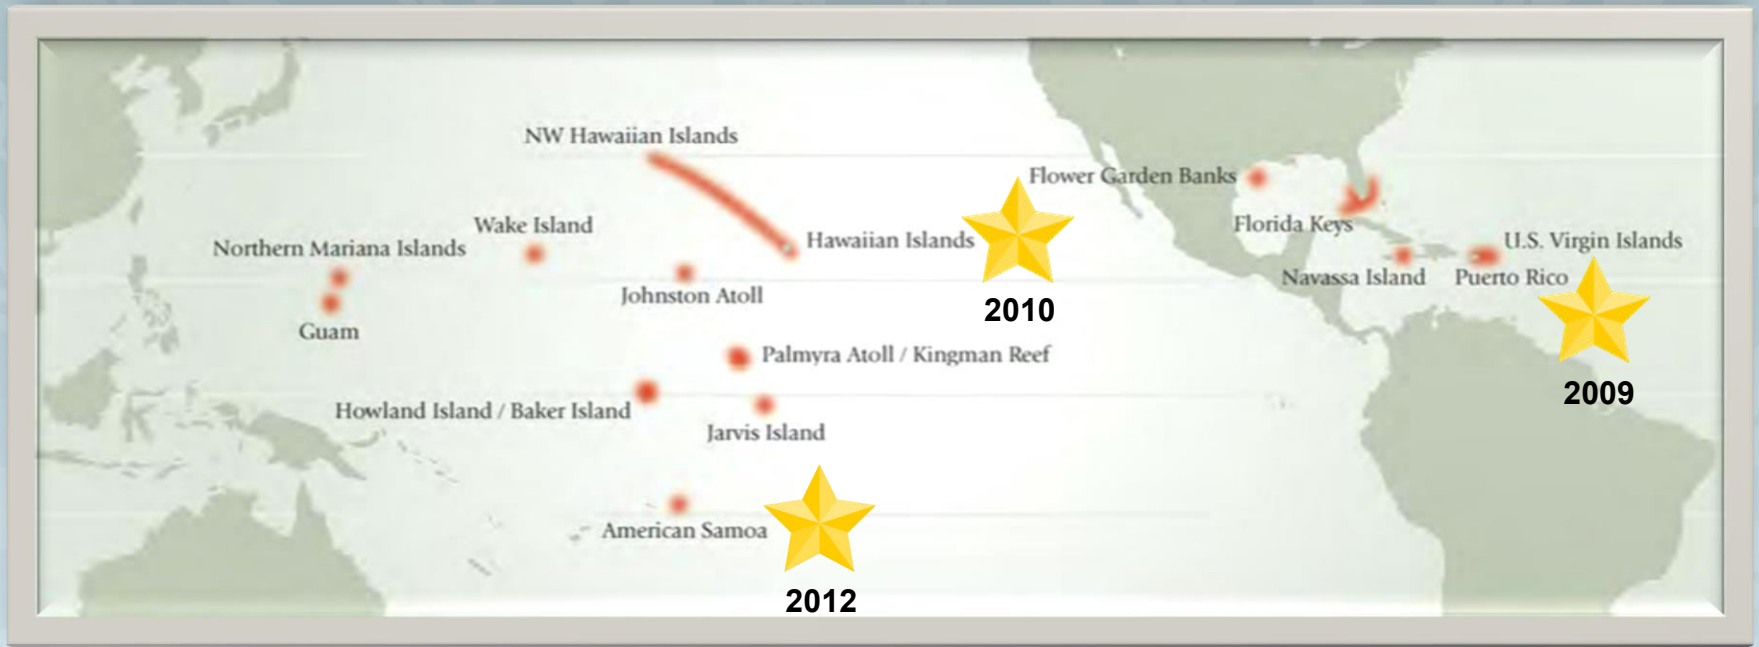 NW Hawaiian Islands
Flower Garden Banks
Wake Island
Florida Keys
Northern Mariana Islands
Hawaiian Islands
U.S. Virgin Islands
Navassa Island
Puerto Rico
Johnston Atoll
2010
Guam
Palmyra Atoll / Kingman Reef
2009
Howland Island / Baker Island
Jarvis Island
American Samoa
2012